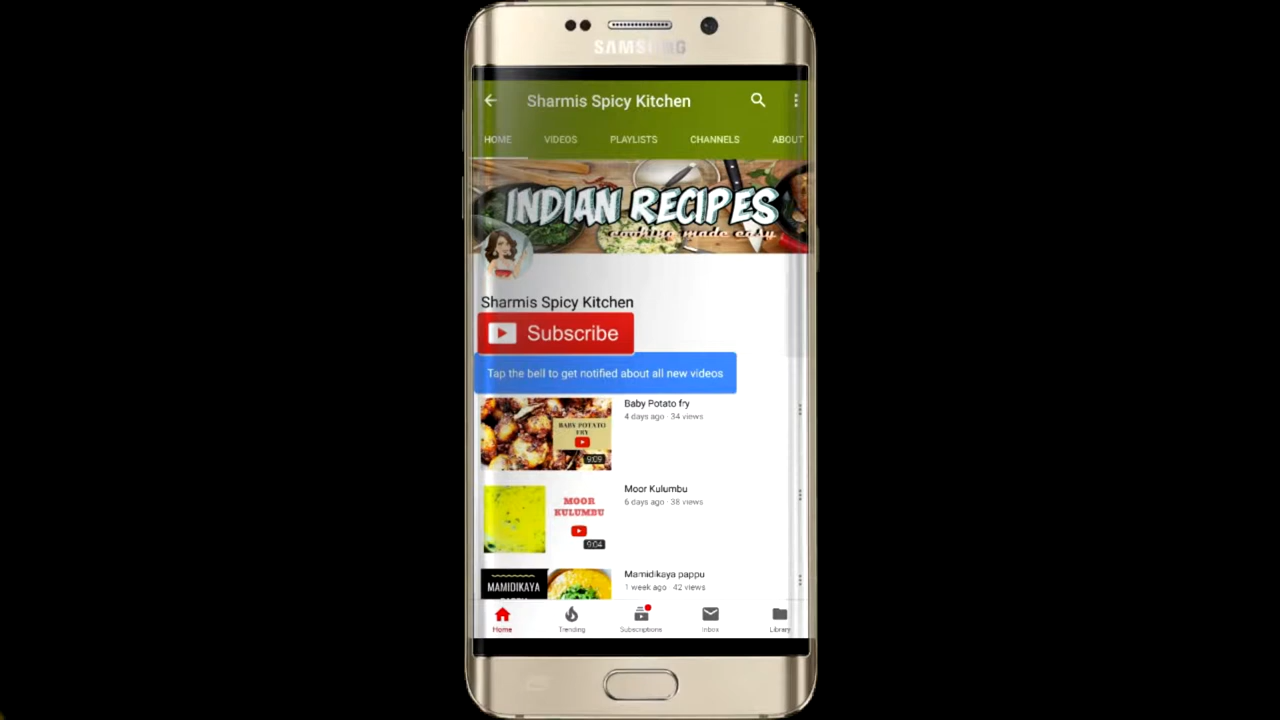 SAMSUNG
Sharmis Spicy Kitchen
HOME VIDEOS PLAYLISTS CHANNELS ABOUT
INDIAN RECIPES
cooking made easy
Sharmis Spicy Kitchen
Subscribe
Tap the bell to get notified about all new videos
Baby Potato fry
4 days ago · 34 views
BABY POTATO
FRY
9:09
Moor Kulumbu
6 days ago · 38 views
MOOR
KULUMBU
9:04
Mamidikaya pappu
1 week ago · 42 views
MAMIDIKAYA
Home Trending Subscriptions Inbox Library